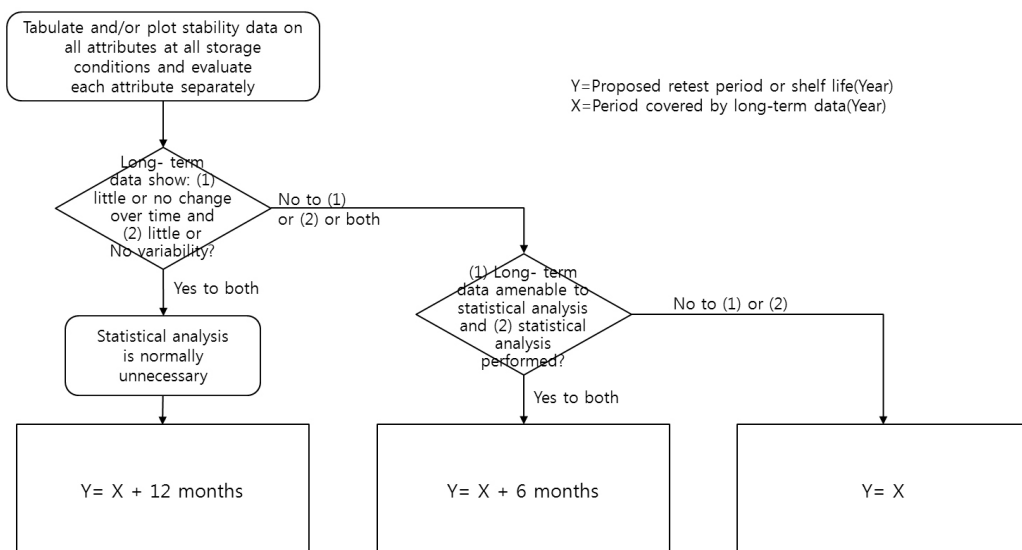 Tabulate and/or plot stability data on
all attributes at all storage
conditions and evaluate
each attribute separately
Y=Proposed retest period or shelf life(Year)
X=Period covered by long-term data(Year)
Long- term
data show: (1)
little or no change
over time and
(2) little or
No variability?
No to (1)
or (2) or both
Yes to both
(1) Long- term
data amenable to
statistical analysis
and (2) statistical
analysis
performed?
No to (1) or (2)
Statistical analysis
is normally
unnecessary
Yes to both
Y= X + 12 months
Y= X + 6 months
Y= X